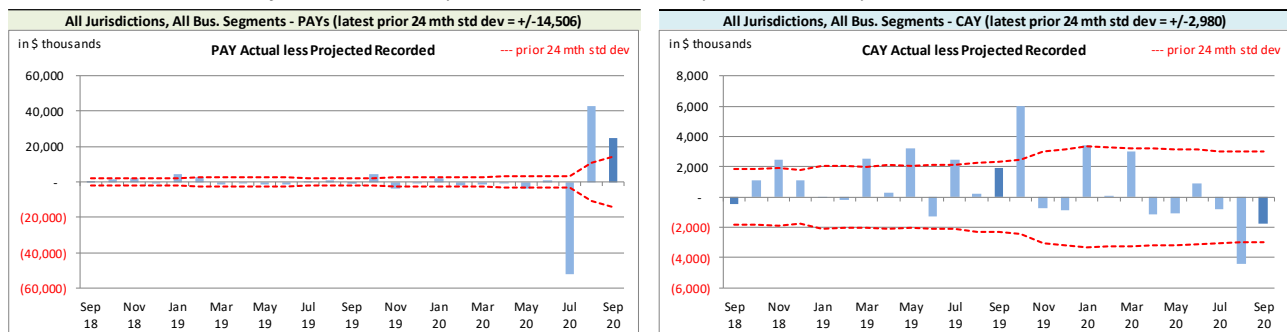 All Jurisdictions, All Bus. Segments - PAYs (latest prior 24 mth std dev = +/-14,506)
in $ thousands
PAY Actual less Projected Recorded
--- prior 24 mth std dev
60,000
40,000
20,000
-
(20,000)
(40,000)
(60,000)
Sep Nov Jan Mar May Jul Sep Nov Jan Mar May Jul Sep
18 18 19 19 19 19 19 19 20 20 20 20 20
All Jurisdictions, All Bus. Segments - CAY (latest prior 24 mth std dev = +/-2,980)
in $ thousands
CAY Actual less Projected Recorded
--- prior 24 mth std dev
8,000
6,000
4,000
2,000
-
(2,000)
(4,000)
(6,000)
Sep Nov Jan Mar May Jul Sep Nov Jan Mar May Jul Sep
18 18 19 19 19 19 19 19 20 20 20 20 20